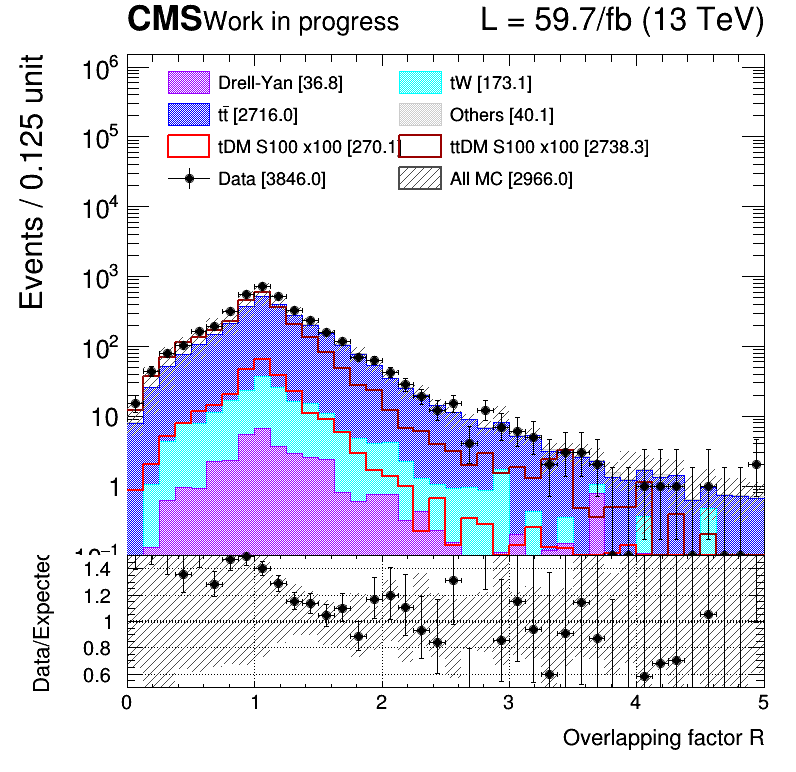 CMS Work in progress L = 59.7/fb (13 TeV)
Events / 0.125 unit
10⁶
10⁵
10⁴
10³
10²
10
1
10⁻¹
Drell-Yan [36.8] tW [173.1]
tt̄ [2716.0] Others [40.1]
tDM S100 x100 [270.1] ttDM S100 x100 [2738.3]
Data [3846.0] All MC [2966.0]
Data/Expected
1.4
1.2
1
0.8
0.6
0 1 2 3 4 5
Overlapping factor R